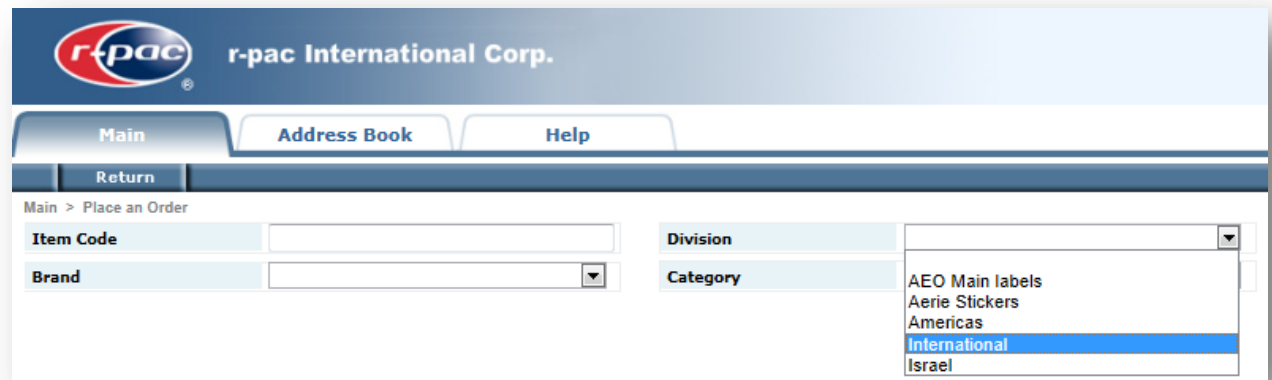 r-pac ®
r-pac International Corp.
Main
Address Book
Help
Return
Main > Place an Order
Item Code
Division
Brand
Category
AEO Main labels
Aerie Stickers
Americas
International
Israel